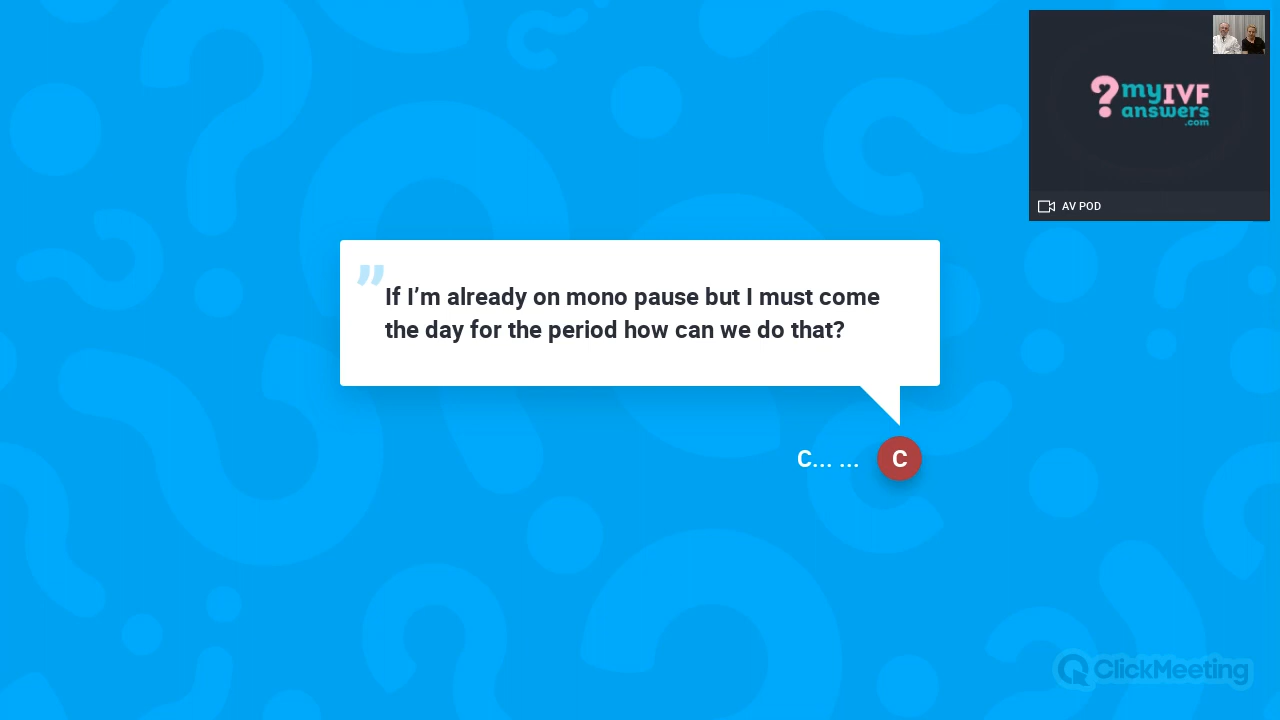 ?myIVF
answers
.com
AV POD
"
If I’m already on mono pause but I must come
the day for the period how can we do that?
C... ...
C
ClickMeeting